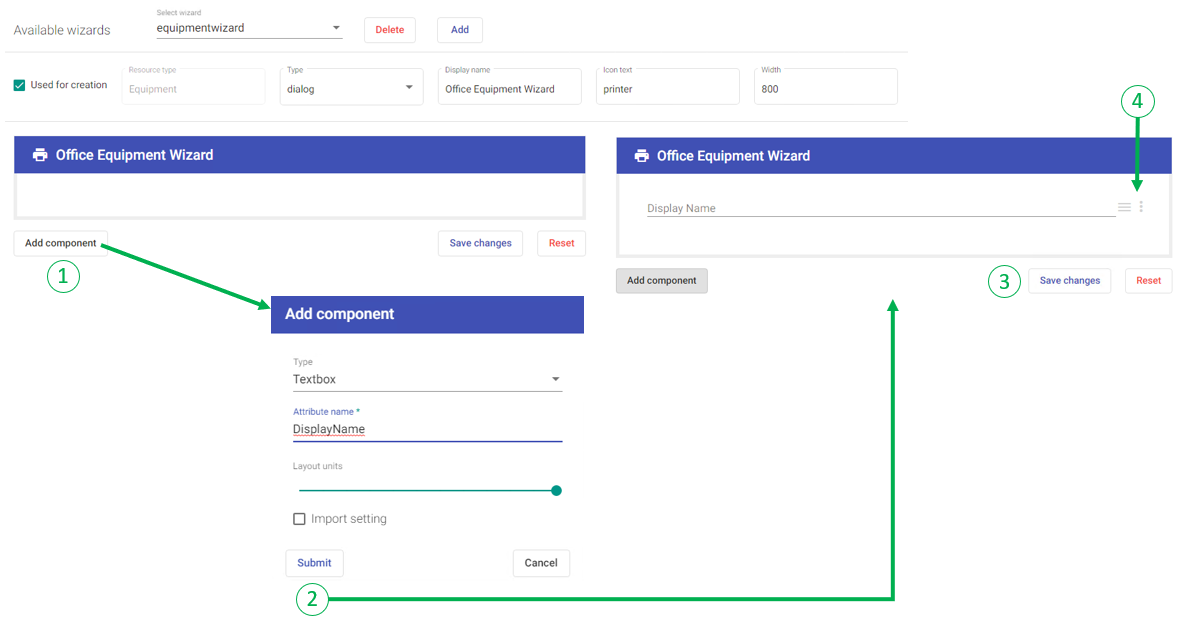 Select wizard
Available wizards equipmentwizard Delete Add
Resource type Type Display name Icon text Width
Used for creation Equipment dialog Office Equipment Wizard printer 800
4
Office Equipment Wizard
Add component Save changes Reset
1
Office Equipment Wizard
Display Name
Add component 3 Save changes Reset
Add component
Type
Textbox
Attribute name *
DisplayName
Layout units
Import setting
Submit Cancel
2